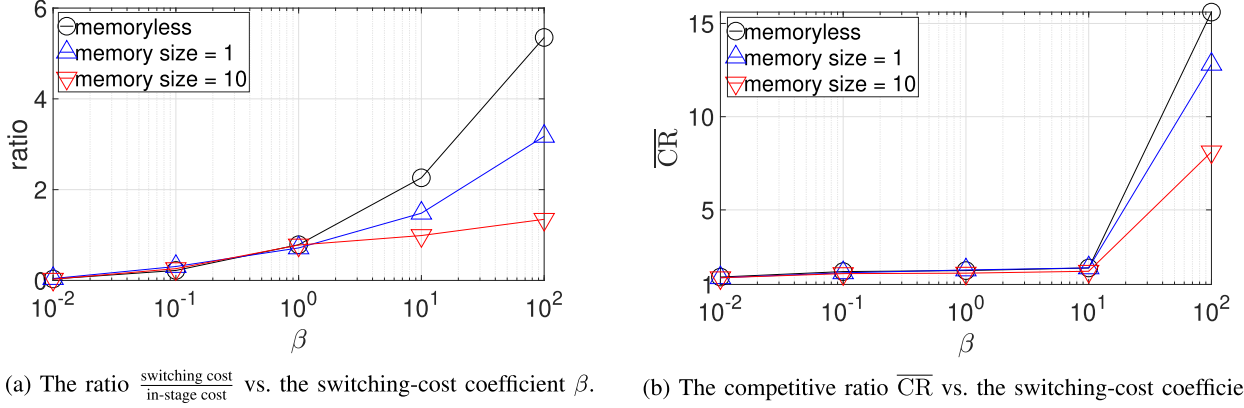 6
4
2
0
ratio
memoryless
memory size = 1
memory size = 10
10^-2 10^-1 10^0 10^1 10^2
β
(a) The ratio switching cost/in-stage cost vs. the switching-cost coefficient β.
15
10
5
1
CR
memoryless
memory size = 1
memory size = 10
10^-2 10^-1 10^0 10^1 10^2
β
(b) The competitive ratio CR vs. the switching-cost coefficie